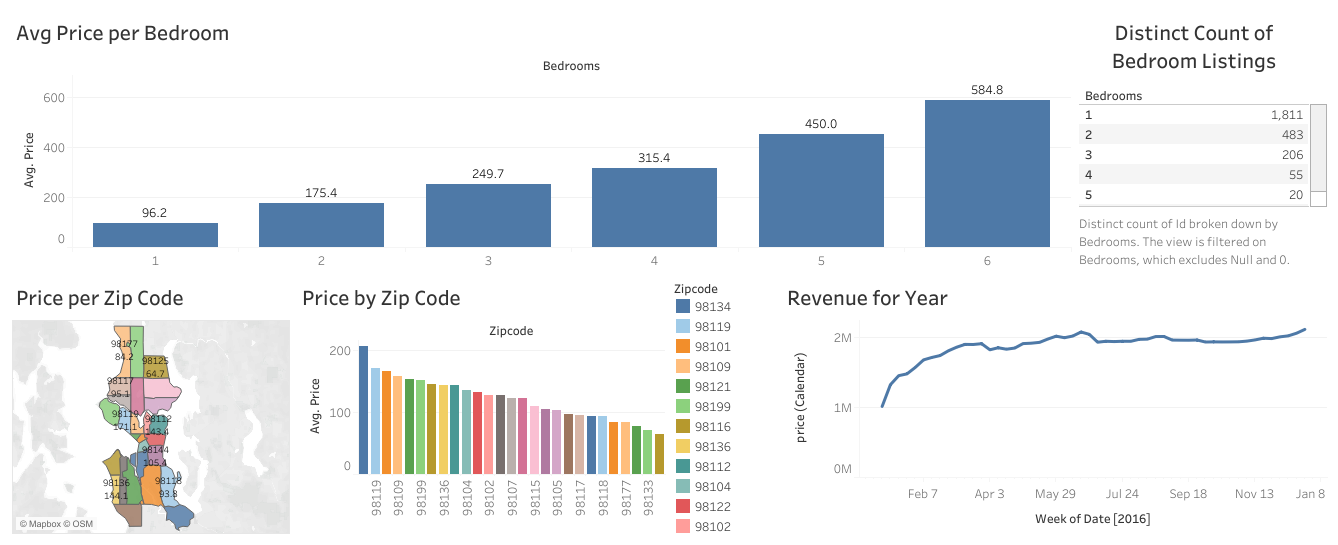 Avg Price per Bedroom
Bedrooms
Avg. Price
600
400
200
0
96.2
175.4
249.7
315.4
450.0
584.8
1
2
3
4
5
6
Distinct Count of
Bedroom Listings
Bedrooms
1 1,811
2 483
3 206
4 55
5 20
Distinct count of Id broken down by
Bedrooms. The view is filtered on
Bedrooms, which excludes Null and 0.
Price per Zip Code
98177
84.2
98125
64.7
98117
95.1
98119
171.1
98112
143.4
98144
105.4
98136
144.1
98118
93.8
© Mapbox © OSM
Price by Zip Code
Zipcode
Avg. Price
200
100
0
98119
98109
98199
98136
98104
98102
98107
98115
98105
98117
98118
98177
98133
Zipcode
98134
98119
98101
98109
98121
98199
98116
98136
98112
98104
98122
98102
Revenue for Year
price (Calendar)
2M
1M
0M
Feb 7
Apr 3
May 29
Jul 24
Sep 18
Nov 13
Jan 8
Week of Date [2016]